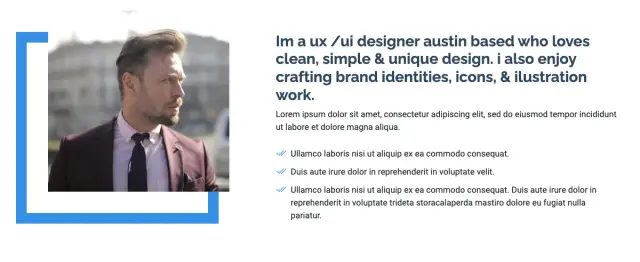 Im a ux /ui designer austin based who loves
clean, simple & unique design. i also enjoy
crafting brand identities, icons, & ilustration
work.
Lorem ipsum dolor sit amet, consectetur adipiscing elit, sed do eiusmod tempor incididunt
ut labore et dolore magna aliqua.
Ullamco laboris nisi ut aliquip ex ea commodo consequat.
Duis aute irure dolor in reprehenderit in voluptate velit.
Ullamco laboris nisi ut aliquip ex ea commodo consequat. Duis aute irure dolor in
reprehenderit in voluptate trideta storacalaperda mastiro dolore eu fugiat nulla
pariatur.